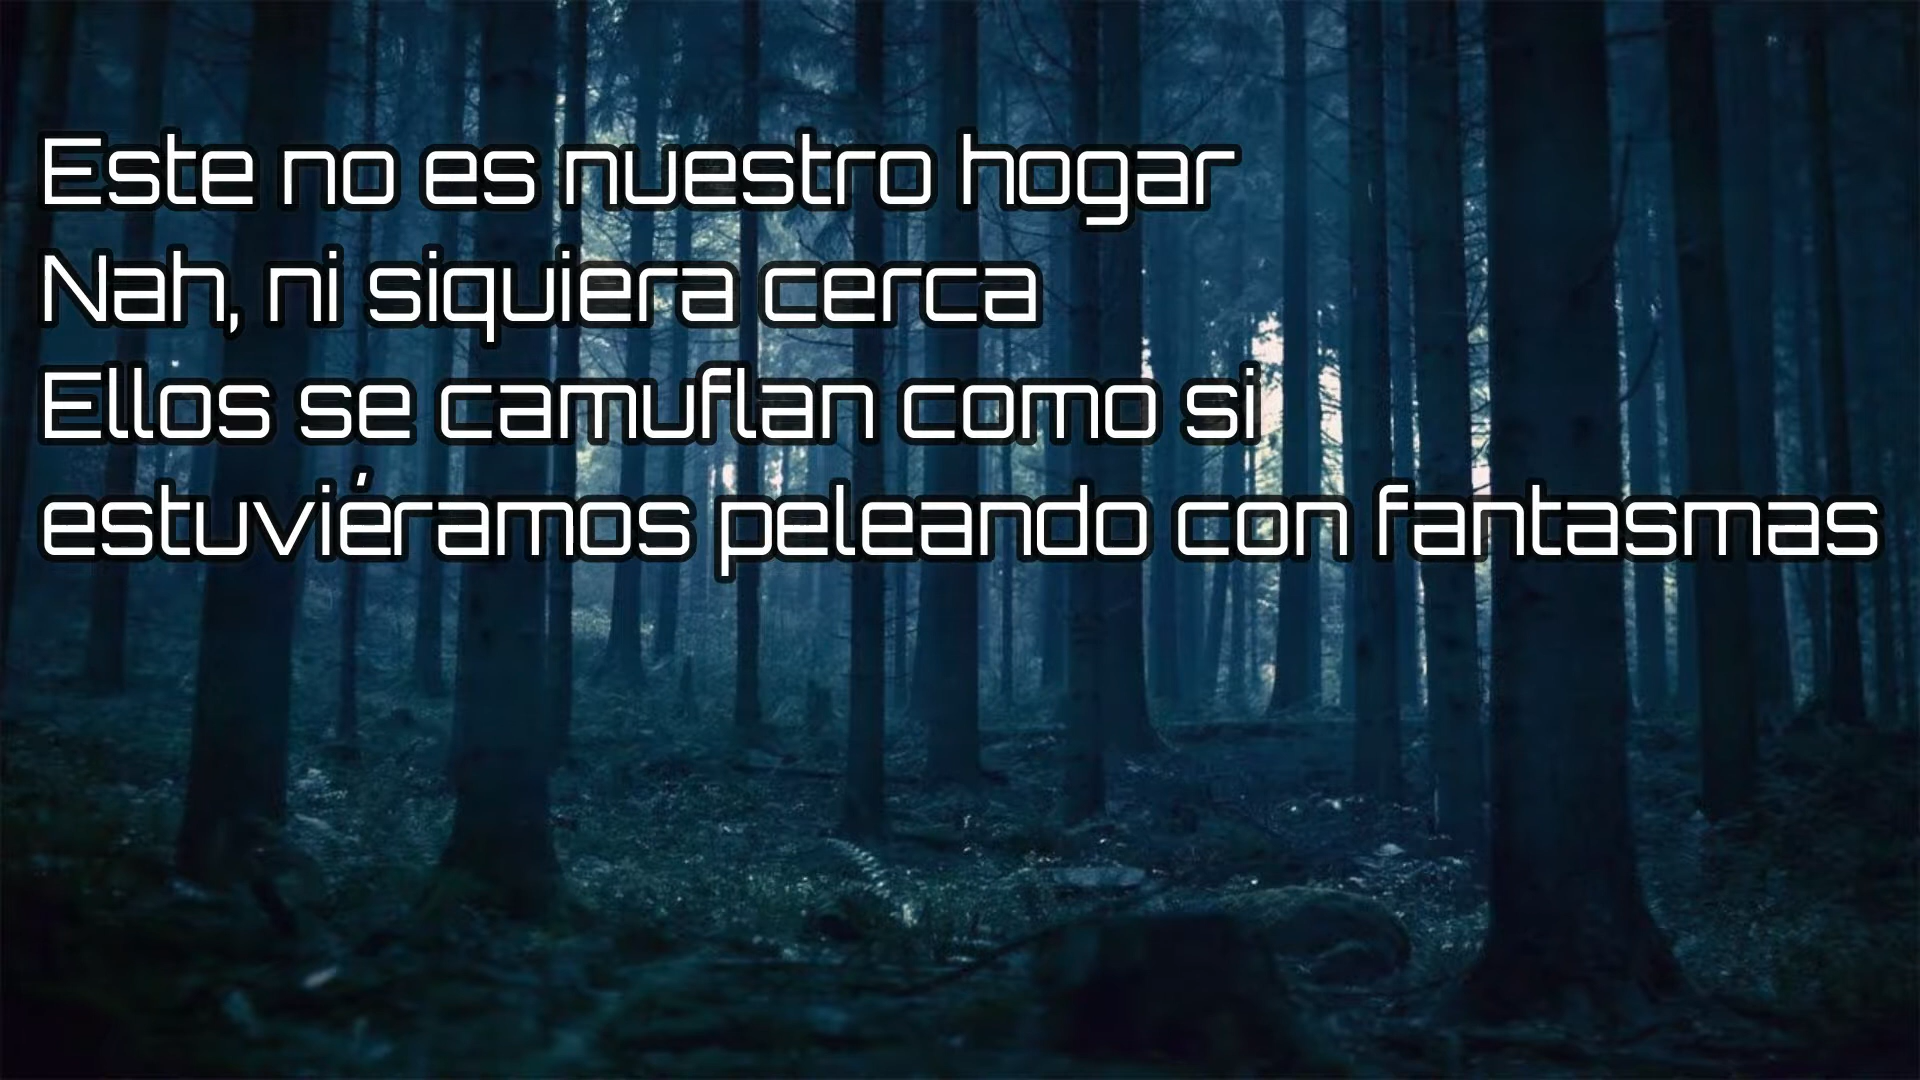 Este no es nuestro hogar
Nah, ni siquiera cerca
Ellos se camuflan como si
estuviéramos peleando con fantasmas